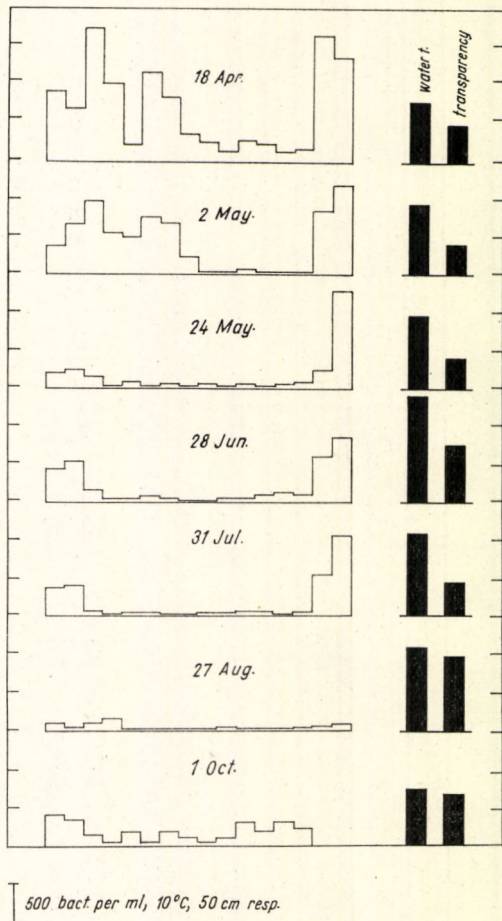 18 Apr.
water t.
transparency
2 May.
24 May.
28 Jun.
31 Jul.
27 Aug.
1 Oct.
500 bact. per ml, 10°C, 50 cm resp.